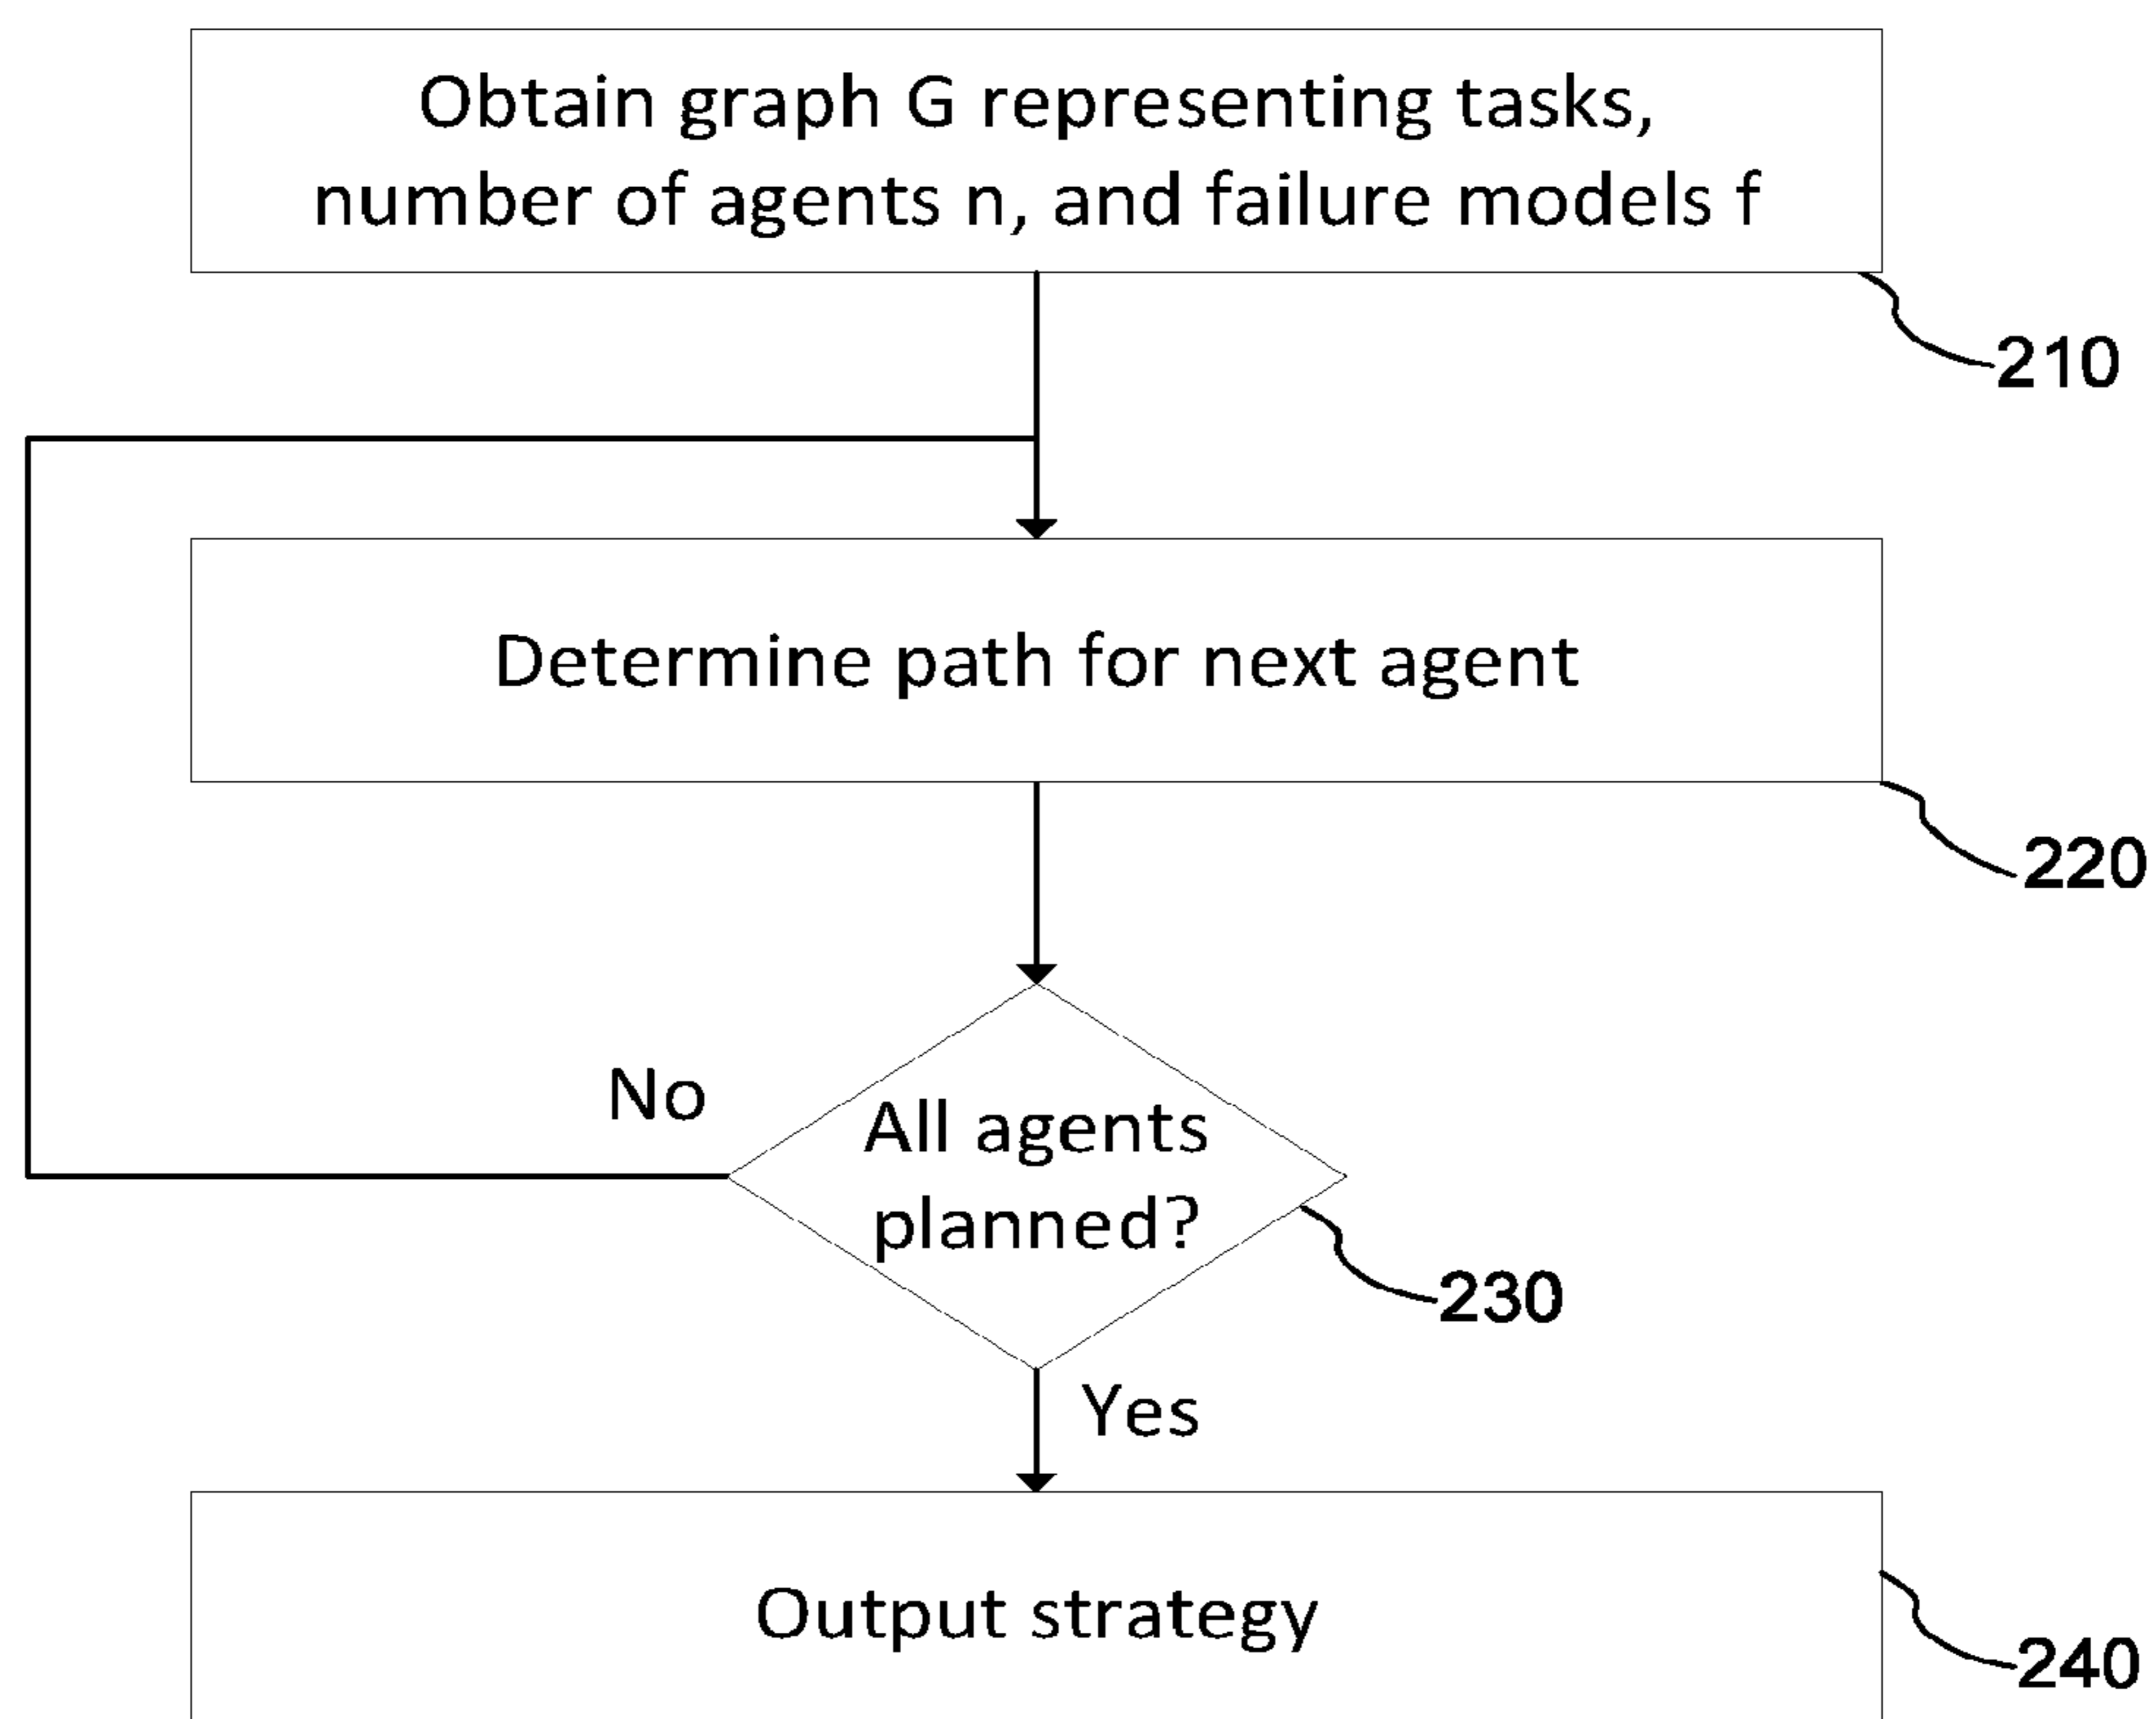 Obtain graph G representing tasks,
number of agents n, and failure models f
210
Determine path for next agent
220
No
All agents
planned?
230
Yes
Output strategy
240